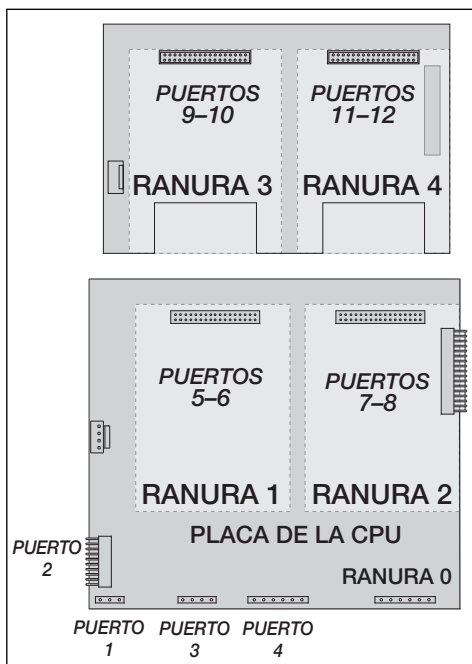 PUERTOS
9–10
PUERTOS
11–12
RANURA 3
RANURA 4
PUERTOS
5–6
PUERTOS
7–8
RANURA 1
RANURA 2
PLACA DE LA CPU
PUERTO
2
RANURA 0
PUERTO
1
PUERTO
3
PUERTO
4